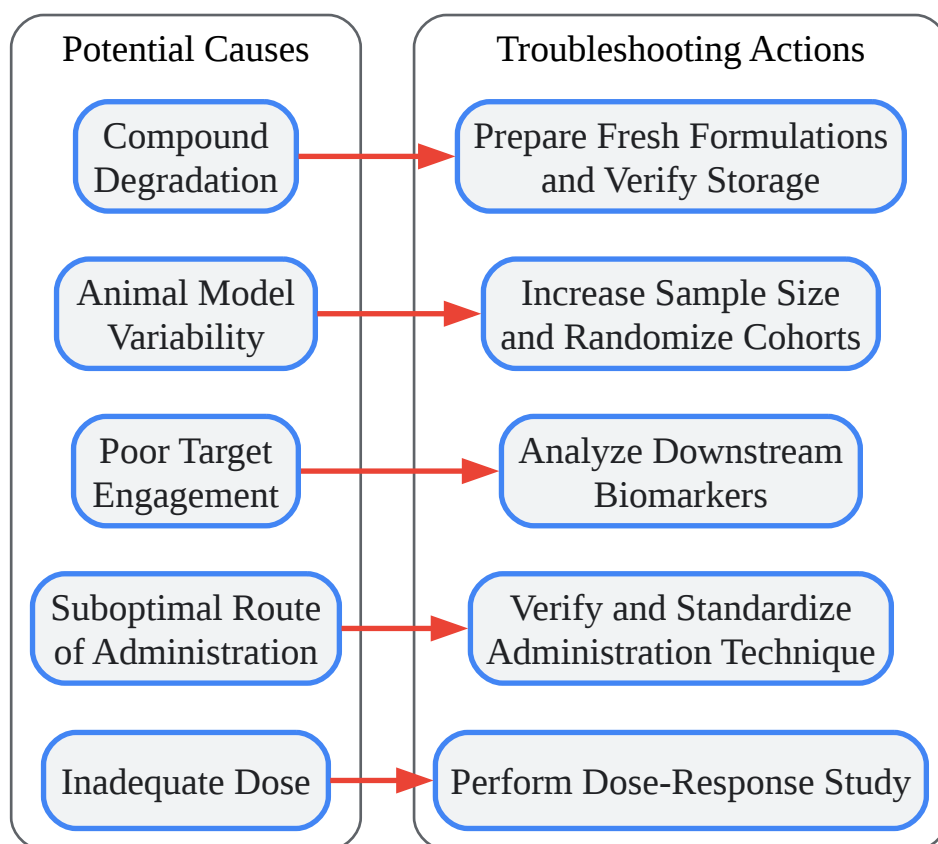 Potential Causes
Troubleshooting Actions
Compound
Degradation
Prepare Fresh Formulations
and Verify Storage
Animal Model
Variability
Increase Sample Size
and Randomize Cohorts
Poor Target
Engagement
Analyze Downstream
Biomarkers
Suboptimal Route
of Administration
Verify and Standardize
Administration Technique
Inadequate Dose
Perform Dose-Response Study